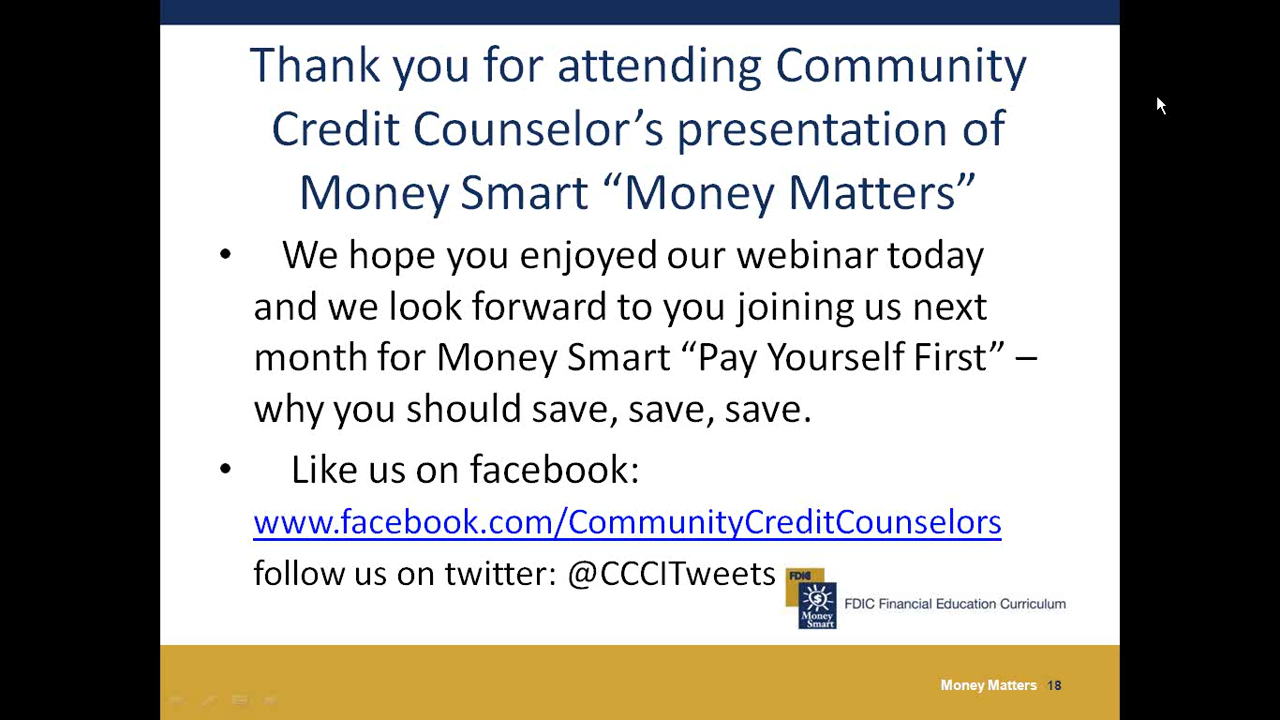 Thank you for attending Community
Credit Counselor’s presentation of
Money Smart “Money Matters”
• We hope you enjoyed our webinar today
and we look forward to you joining us next
month for Money Smart “Pay Yourself First” –
why you should save, save, save.
• Like us on facebook:
www.facebook.com/CommunityCreditCounselors
follow us on twitter: @CCCITweets
FDIC
Money
Smart
FDIC Financial Education Curriculum
Money Matters 18